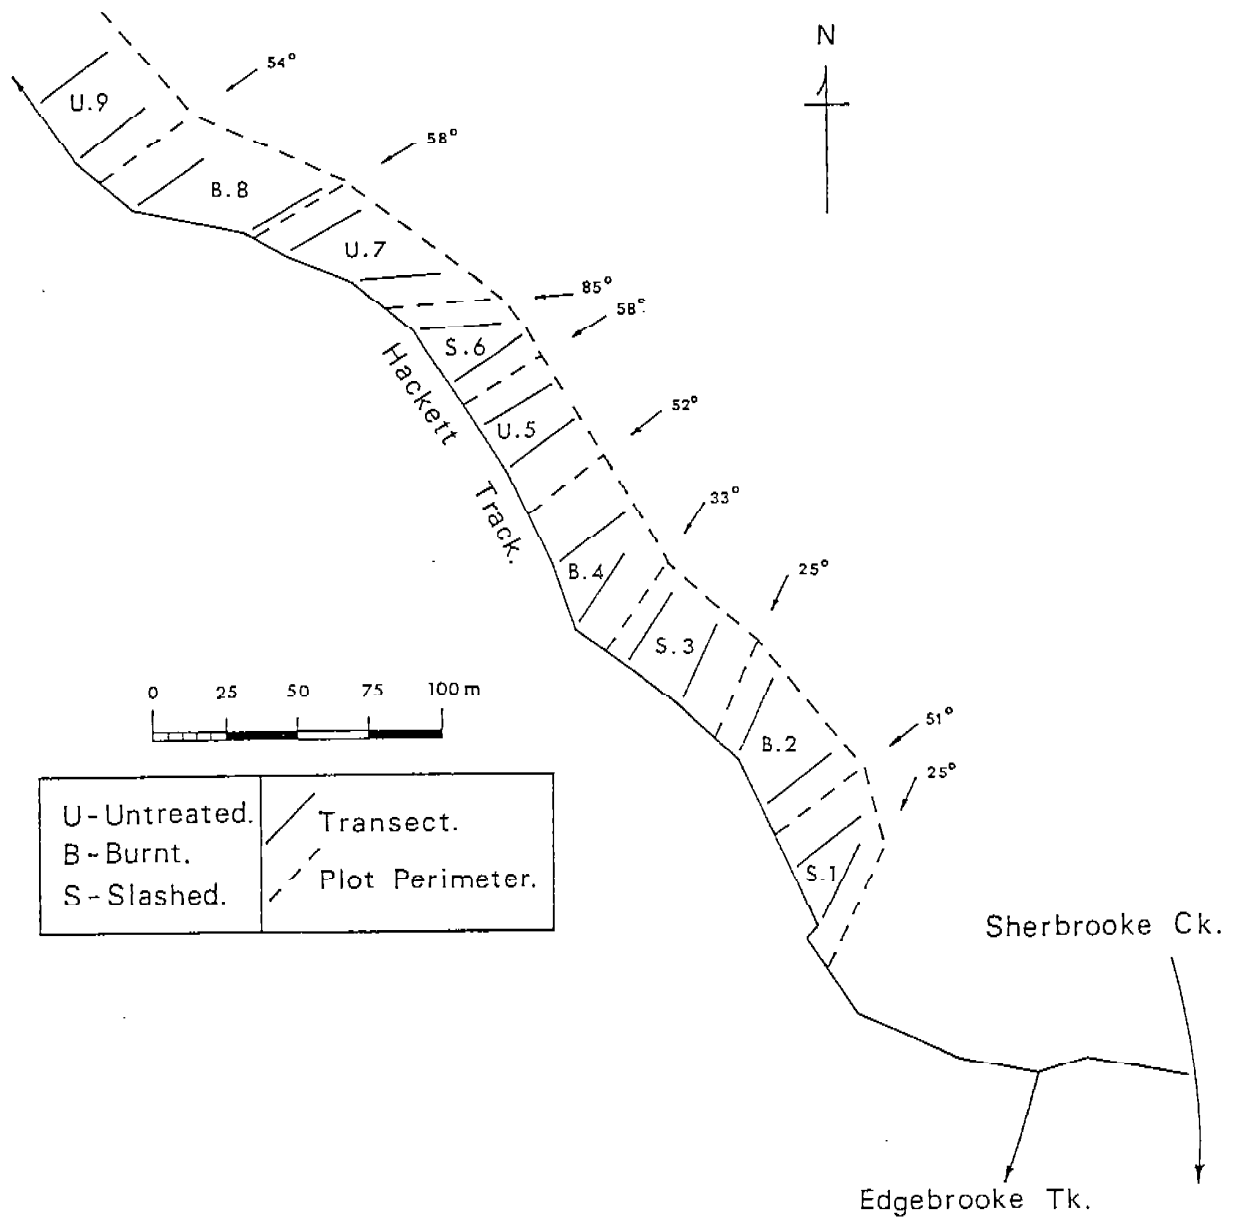 N
54°
U.9
58°
B.8
U.7
85°
58°
S.6
Hackett Track.
U.5
52°
33°
B.4
25°
S.3
0 25 50 75 100 m
B.2
51°
25°
S.1
U-Untreated.
B-Burnt.
S-Slashed.
Transect.
Plot Perimeter.
Sherbrooke Ck.
Edgebrooke Tk.